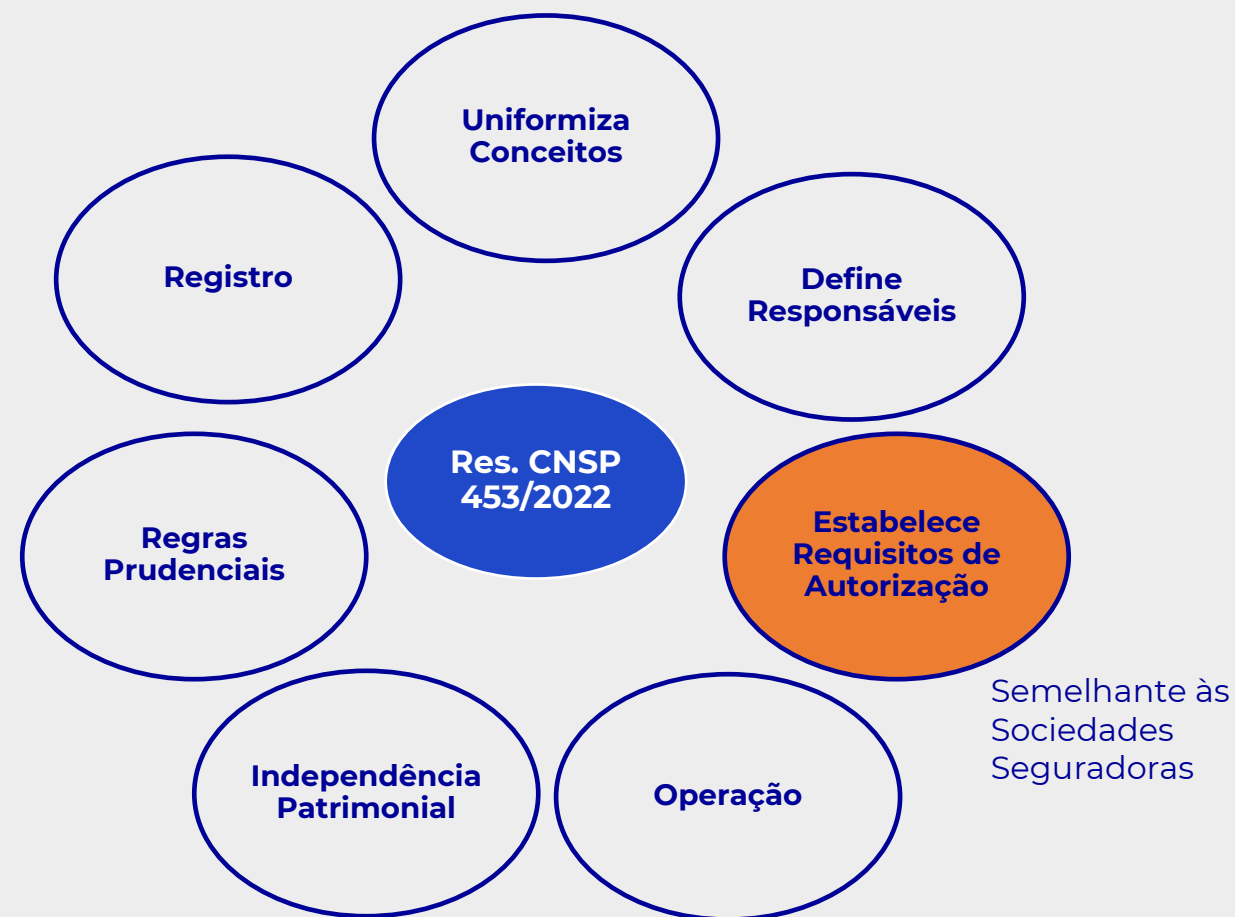 Uniformiza
Conceitos
Registro
Define
Responsáveis
Res. CNSP
453/2022
Regras
Prudenciais
Estabelece
Requisitos de
Autorização
Semelhante às
Sociedades
Seguradoras
Independência
Patrimonial
Operação